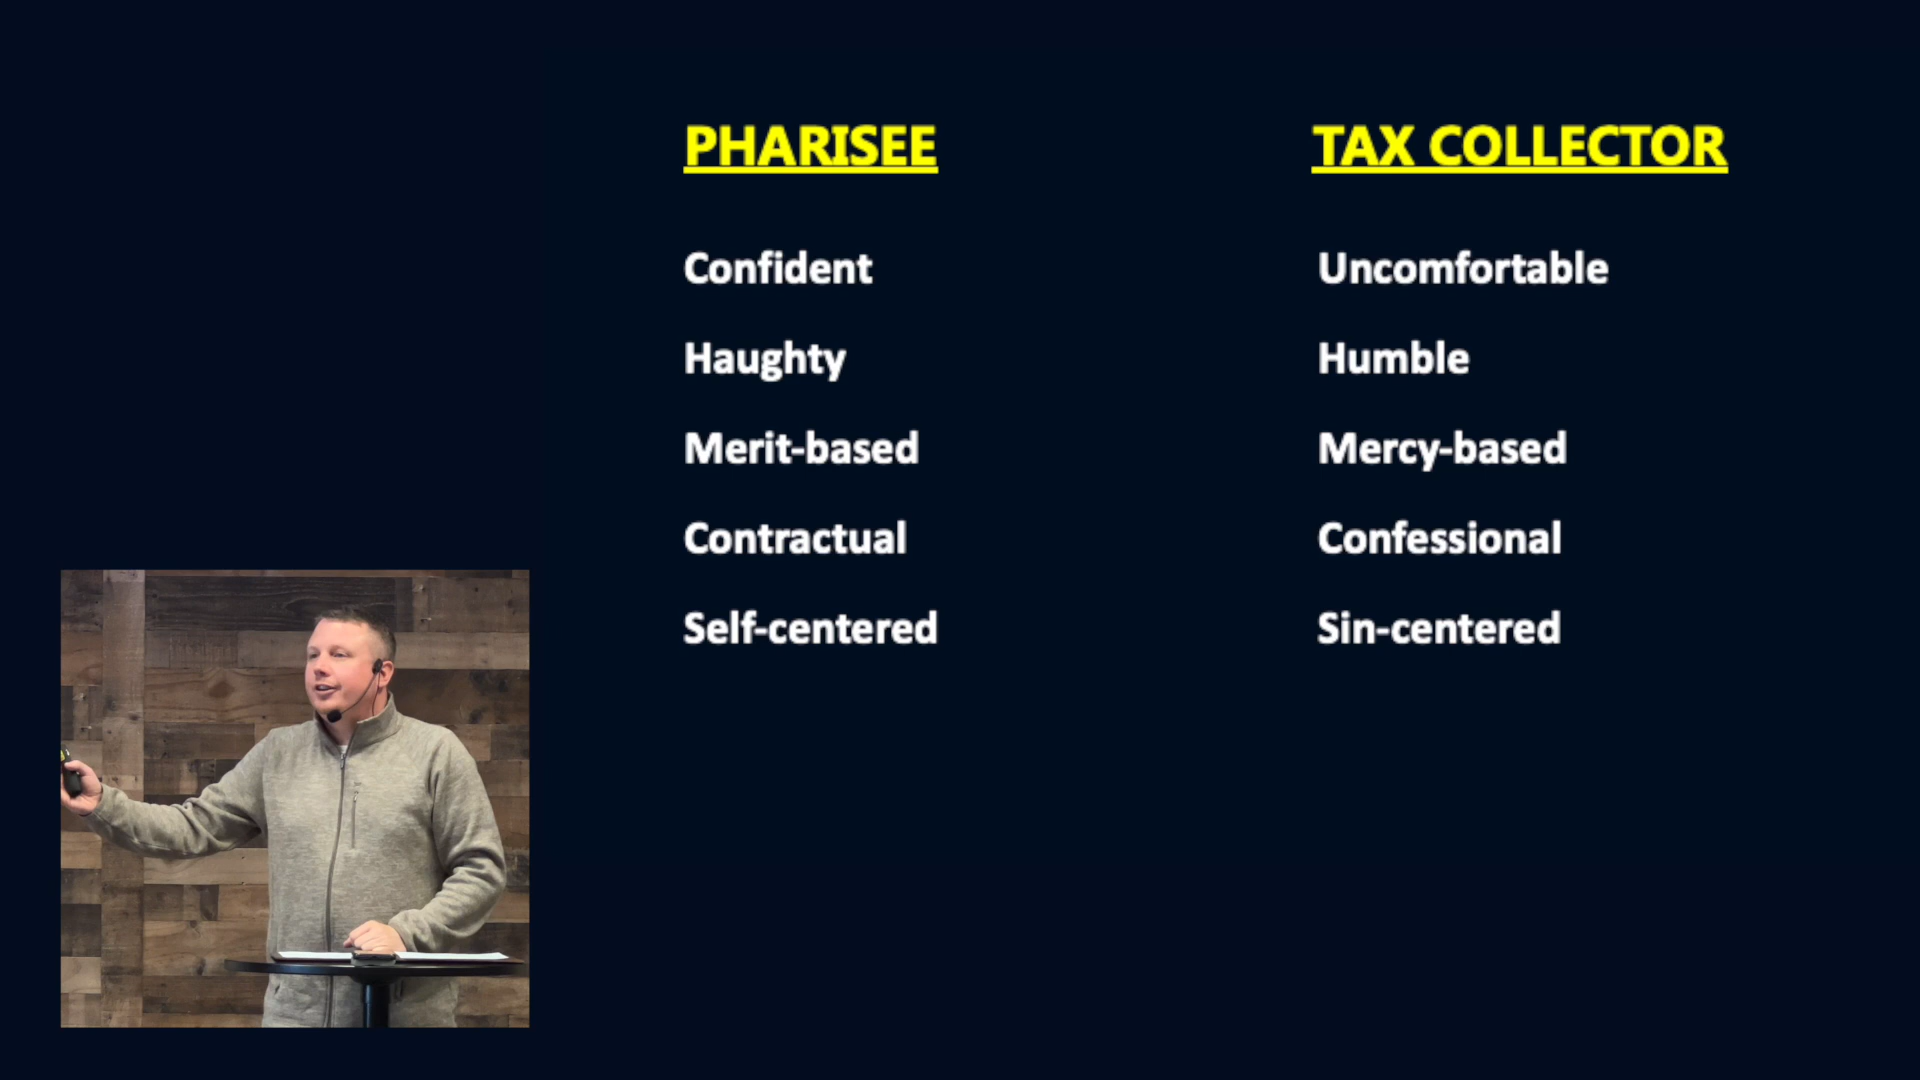 PHARISEE
TAX COLLECTOR
Confident
Uncomfortable
Haughty
Humble
Merit-based
Mercy-based
Contractual
Confessional
Self-centered
Sin-centered